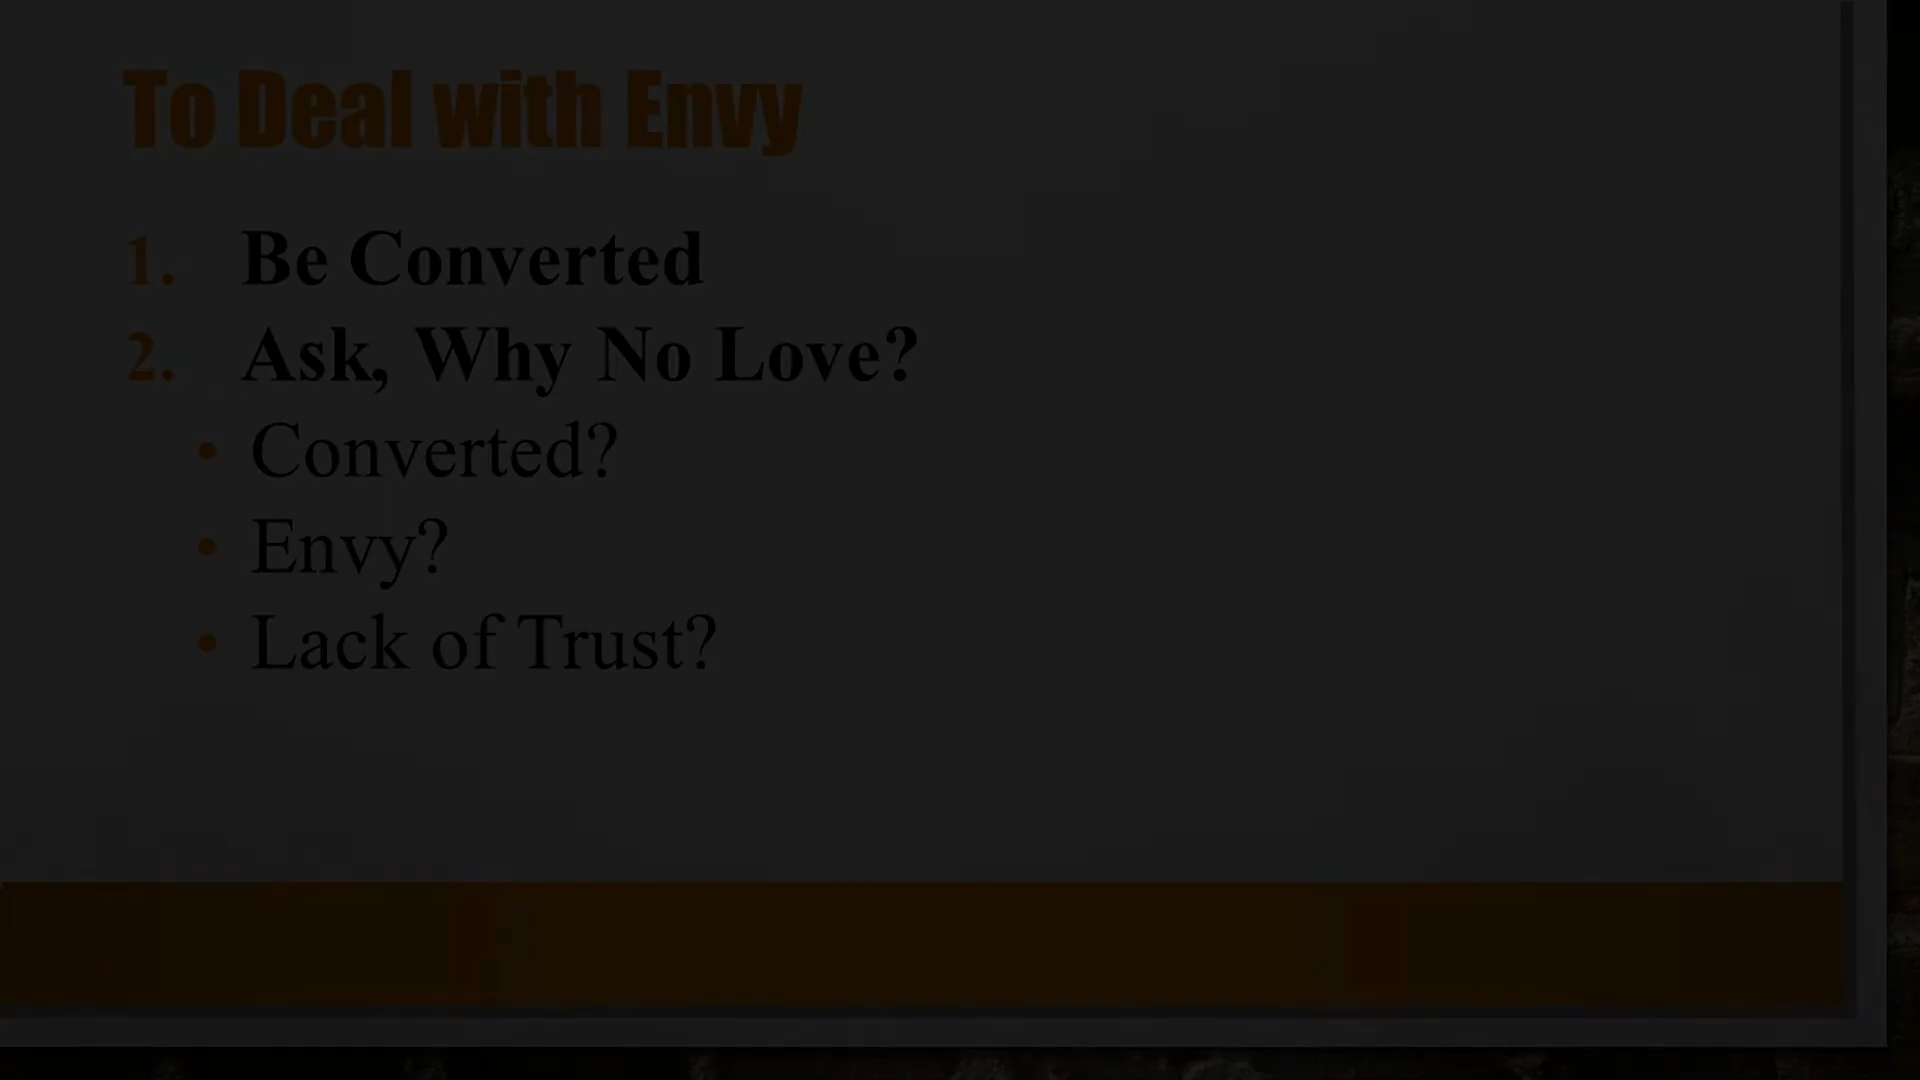 To Deal with Envy
1. Be Converted
2. Ask, Why No Love?
• Converted?
• Envy?
• Lack of Trust?